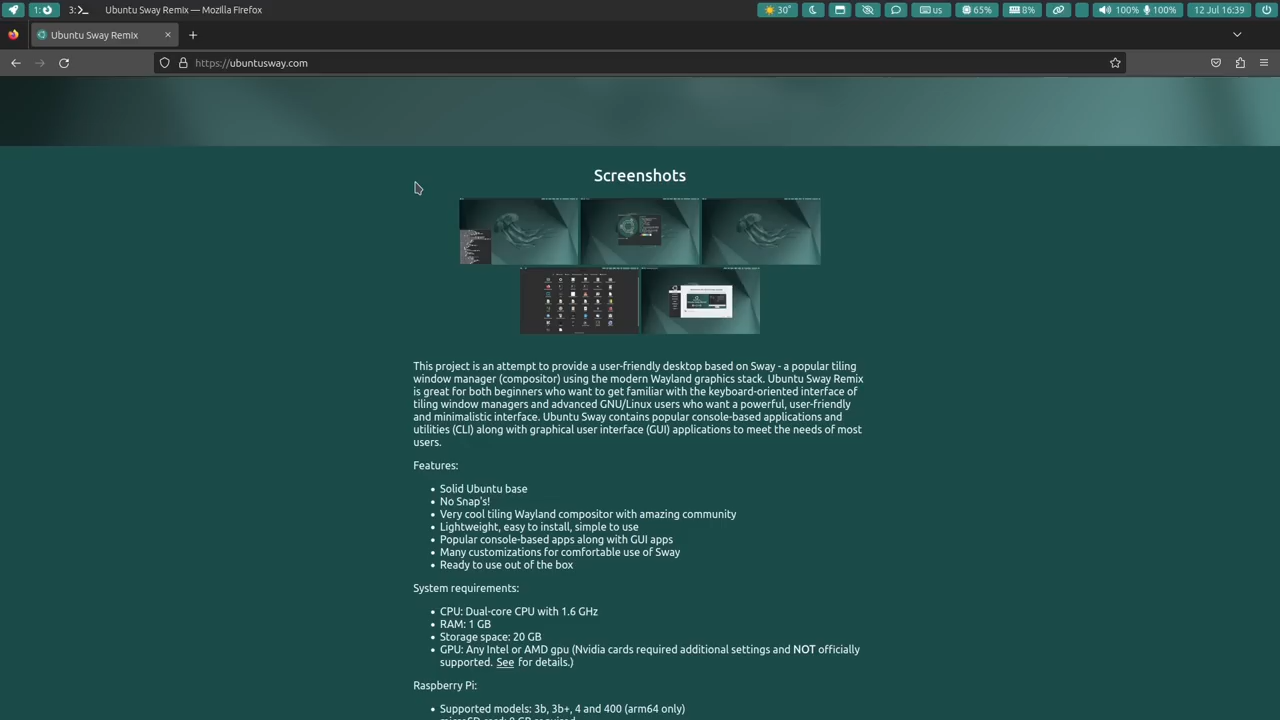 1:
3:
Ubuntu Sway Remix — Mozilla Firefox
30°
us
65%
8%
100%
100%
12 Jul 16:39
Ubuntu Sway Remix
https://ubuntusway.com
Screenshots
This project is an attempt to provide a user-friendly desktop based on Sway - a popular tiling
window manager (compositor) using the modern Wayland graphics stack. Ubuntu Sway Remix
is great for both beginners who want to get familiar with the keyboard-oriented interface of
tiling window managers and advanced GNU/Linux users who want a powerful, user-friendly
and minimalistic interface. Ubuntu Sway contains popular console-based applications and
utilities (CLI) along with graphical user interface (GUI) applications to meet the needs of most
users.
Features:
• Solid Ubuntu base
• No Snap's!
• Very cool tiling Wayland compositor with amazing community
• Lightweight, easy to install, simple to use
• Popular console-based apps along with GUI apps
• Many customizations for comfortable use of Sway
• Ready to use out of the box
System requirements:
• CPU: Dual-core CPU with 1.6 GHz
• RAM: 1 GB
• Storage space: 20 GB
• GPU: Any Intel or AMD gpu (Nvidia cards required additional settings and NOT officially
supported. See for details.)
Raspberry Pi:
• Supported models: 3b, 3b+, 4 and 400 (arm64 only)